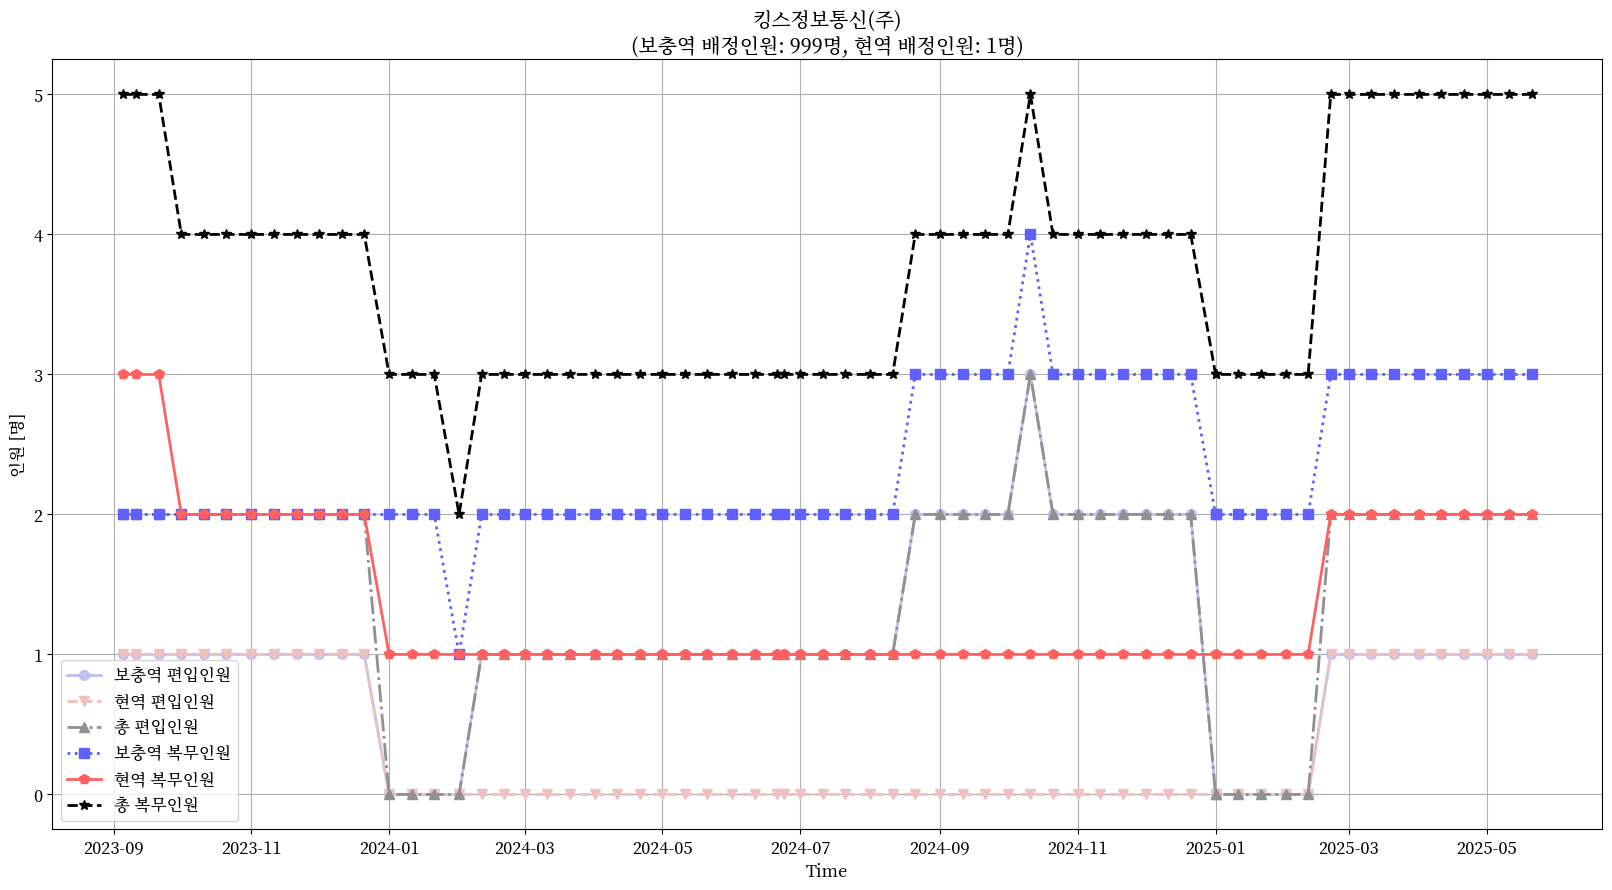 킹스정보통신(주)
(보충역 배정인원: 999명, 현역 배정인원: 1명)
인원 [명]
5
4
3
2
1
0
보충역 편입인원
현역 편입인원
총 편입인원
보충역 복무인원
현역 복무인원
총 복무인원
2023-09
2023-11
2024-01
2024-03
2024-05
2024-07
2024-09
2024-11
2025-01
2025-03
2025-05
Time